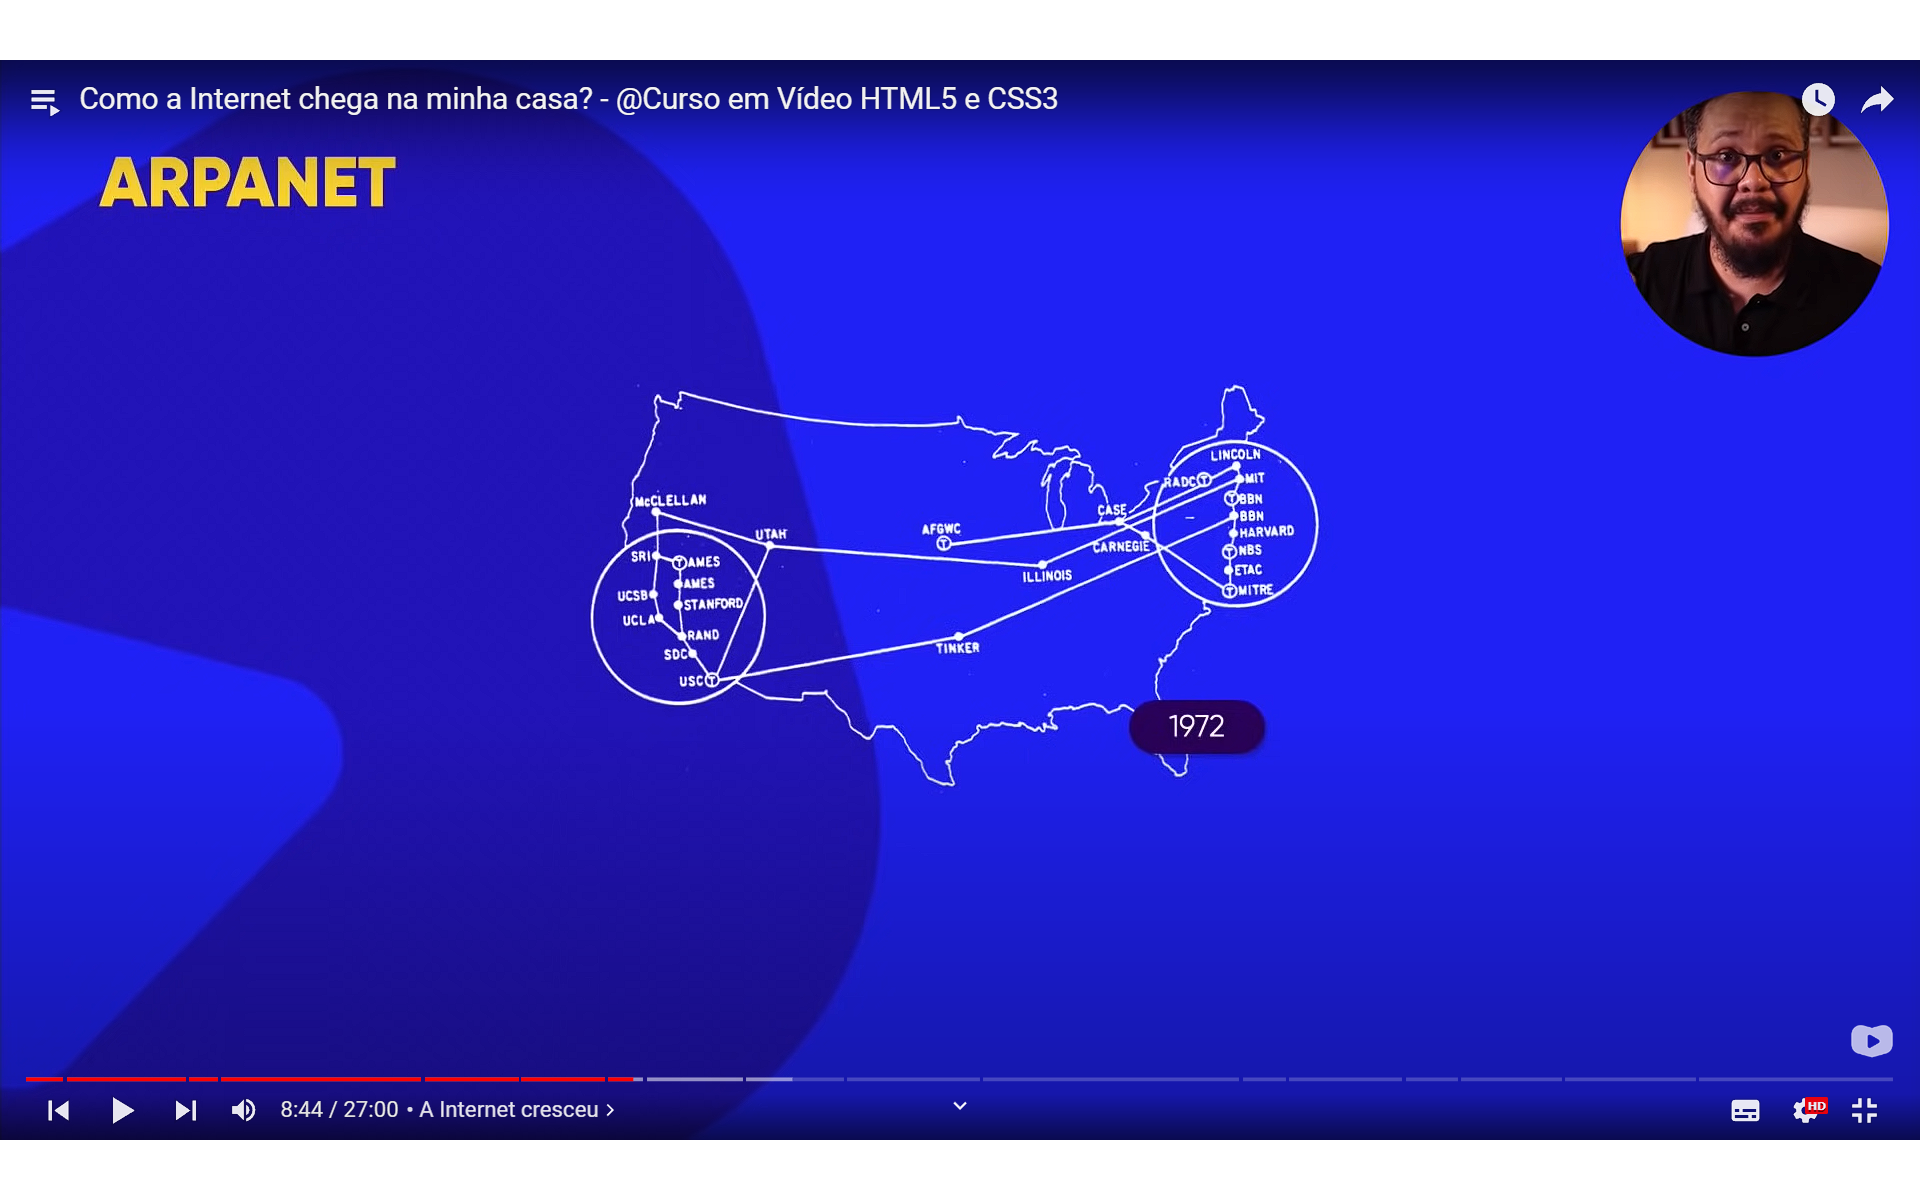 Como a Internet chega na minha casa? - @Curso em Vídeo HTML5 e CSS3
ARPANET
LINCOLN
RADC T
MIT
T BBN
BBN
HARVARD
T NBS
ETAC
T MITRE
McCLELLAN
UTAH
AFGWC
T
CASE
CARNEGIE
ILLINOIS
SRI
T AMES
AMES
UCSB
STANFORD
UCLA
RAND
SDC
USC T
TINKER
1972
8:44 / 27:00 • A Internet cresceu
HD